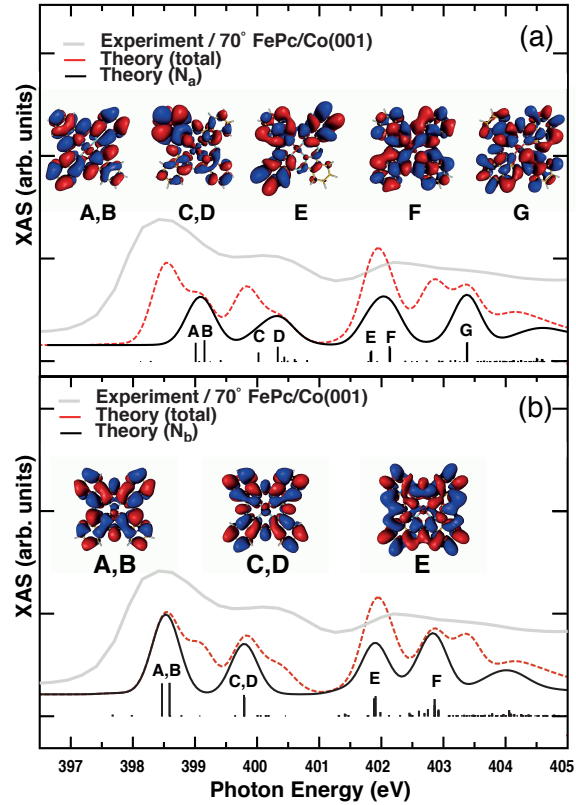 (a)
Experiment / 70° FePc/Co(001)
Theory (total)
Theory (Nₐ)
XAS (arb. units)
A,B C,D E F G
A B C D E F G
(b)
Experiment / 70° FePc/Co(001)
Theory (total)
Theory (N_b)
XAS (arb. units)
A,B C,D E
A,B C,D E F
397 398 399 400 401 402 403 404 405
Photon Energy (eV)